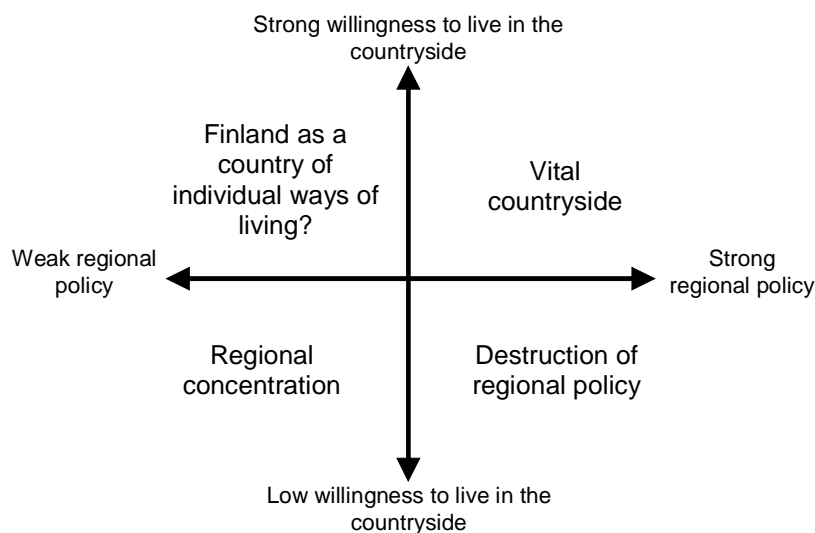 Strong willingness to live in the
countryside
Finland as a
country of
individual ways of
living?
Vital
countryside
Weak regional
policy
Strong
regional policy
Regional
concentration
Destruction of
regional policy
Low willingness to live in the
countryside